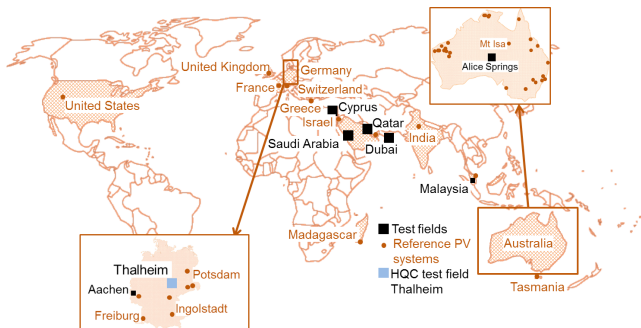 Mt Isa
Alice Springs
United Kingdom
Germany
France
Switzerland
United States
Greece
Cyprus
Israel
Qatar
India
Saudi Arabia
Dubai
Malaysia
Madagascar
Test fields
Reference PV
systems
HQC test field
Thalheim
Australia
Tasmania
Thalheim
Potsdam
Aachen
Ingolstadt
Freiburg